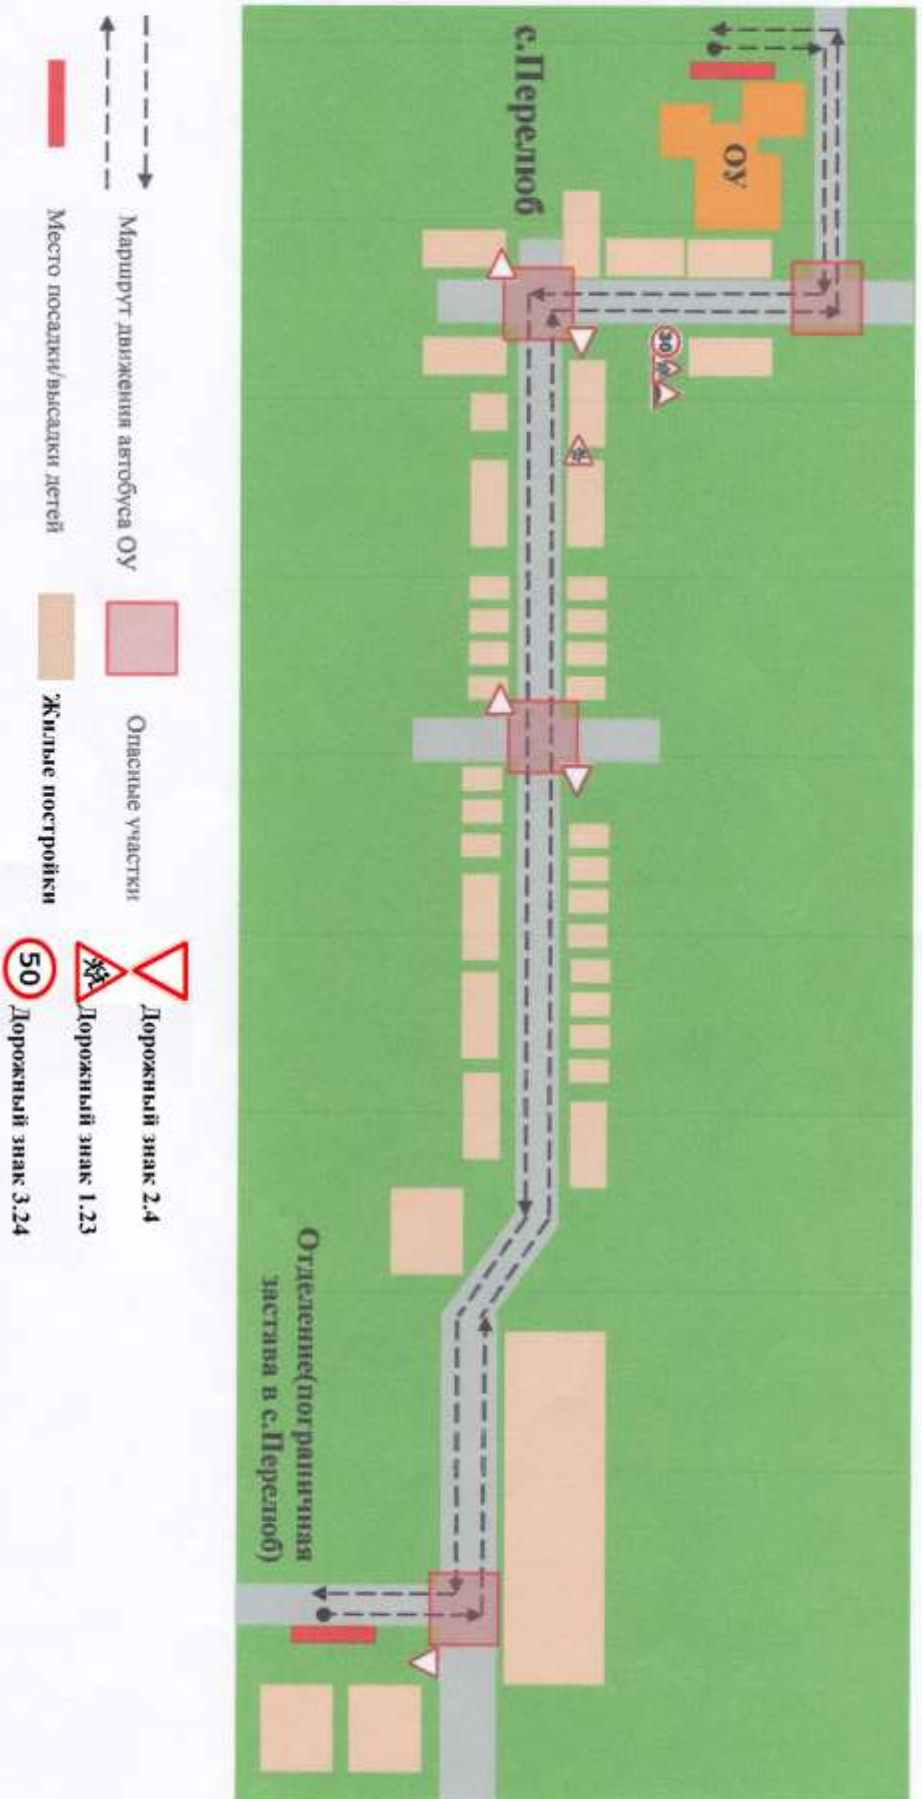 с.Перелюб
ОУ
30
Отделение(пограничная
застава в с.Перелюб)
Маршрут движения автобуса ОУ
Место посадки/высадки детей
Опасные участки
Жилые постройки
Дорожный знак 2.4
Дорожный знак 1.23
50
Дорожный знак 3.24